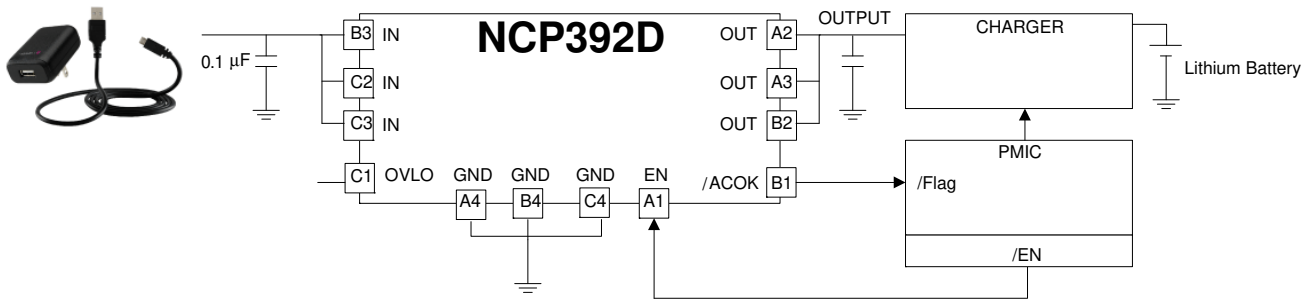 NCP392D
0.1 µF
B3 IN
C2 IN
C3 IN
C1 OVLO
GND GND GND EN
A4 B4 C4 A1
OUT A2
OUT A3
OUT B2
/ACOK B1
OUTPUT
CHARGER
Lithium Battery
PMIC
/Flag
/EN